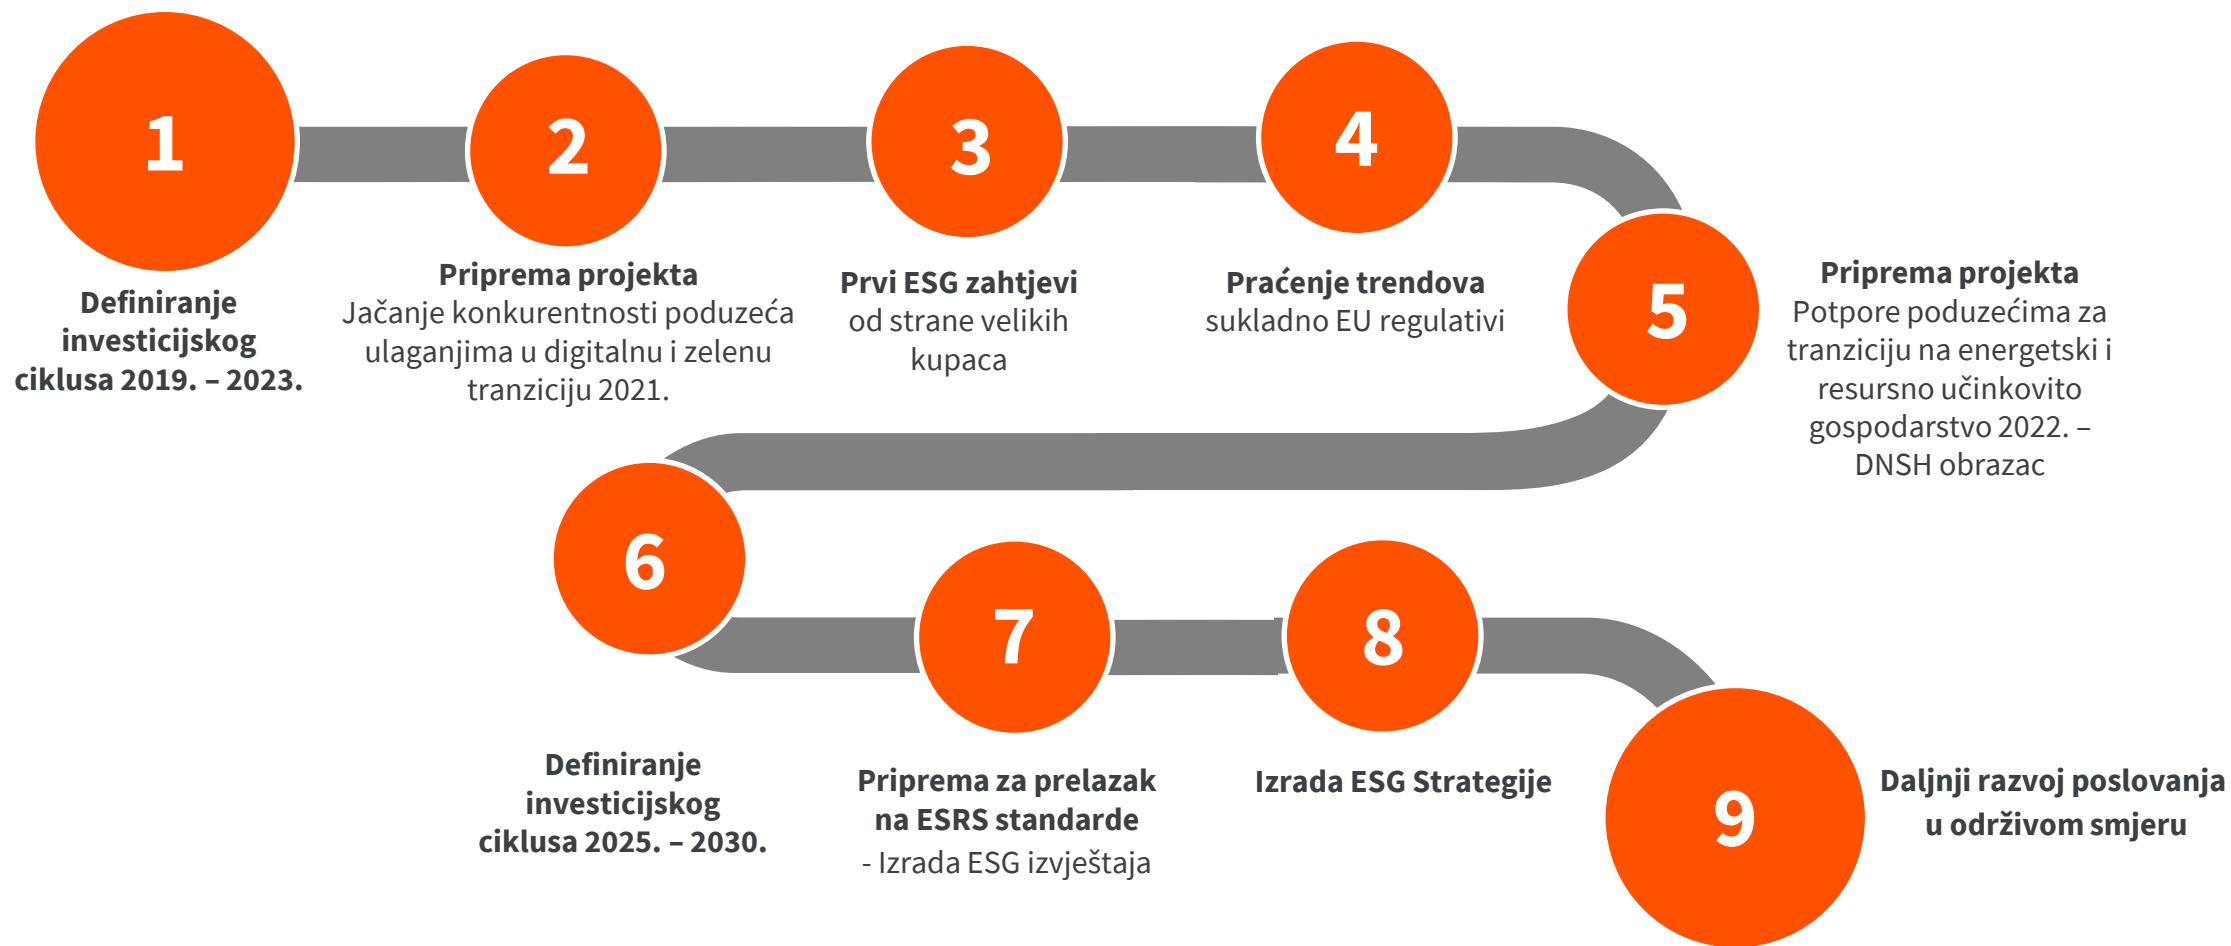 1
Definiranje
investicijskog
ciklusa 2019. – 2023.
2
Priprema projekta
Jačanje konkurentnosti poduzeća
ulaganjima u digitalnu i zelenu
tranziciju 2021.
3
Prvi ESG zahtjevi
od strane velikih
kupaca
4
Praćenje trendova
sukladno EU regulativi
5
Priprema projekta
Potpore poduzećima za
tranziciju na energetski i
resursno učinkovito
gospodarstvo 2022. –
DNSH obrazac
6
Definiranje
investicijskog
ciklusa 2025. – 2030.
7
Priprema za prelazak
na ESRS standarde
- Izrada ESG izvještaja
8
Izrada ESG Strategije
9
Daljnji razvoj poslovanja
u održivom smjeru